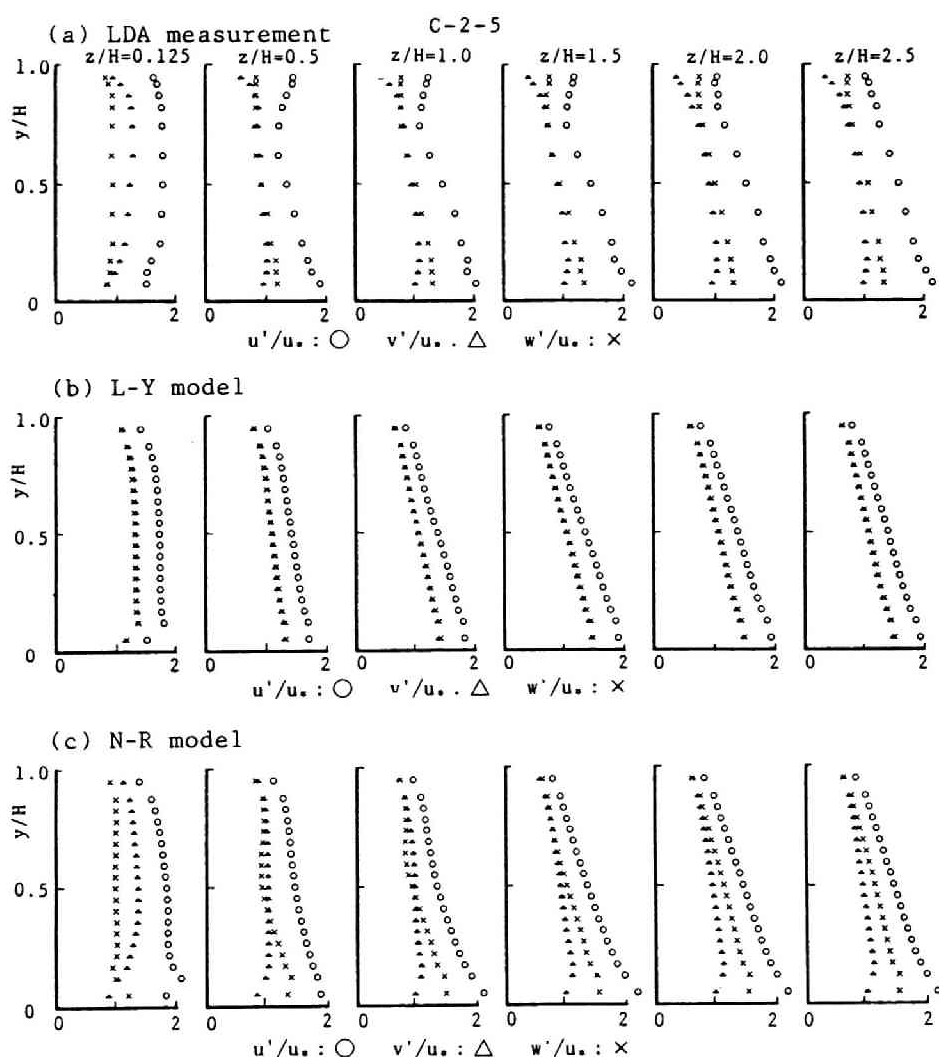 C-2-5
(a) LDA measurement
z/H=0.125 z/H=0.5 z/H=1.0 z/H=1.5 z/H=2.0 z/H=2.5
1.0
y/H
0.5
0
0 2 0 2 0 2 0 2 0 2 0 2
u'/u* : ○ v'/u* . △ w'/u* : ×
(b) L-Y model
1.0
y/H
0.5
0
0 2 0 2 0 2 0 2 0 2 0 2
u'/u* : ○ v'/u* . △ w'/u* : ×
(c) N-R model
1.0
y/H
0.5
0
0 2 0 2 0 2 0 2 0 2 0 2
u'/u* : ○ v'/u* : △ w'/u* : ×